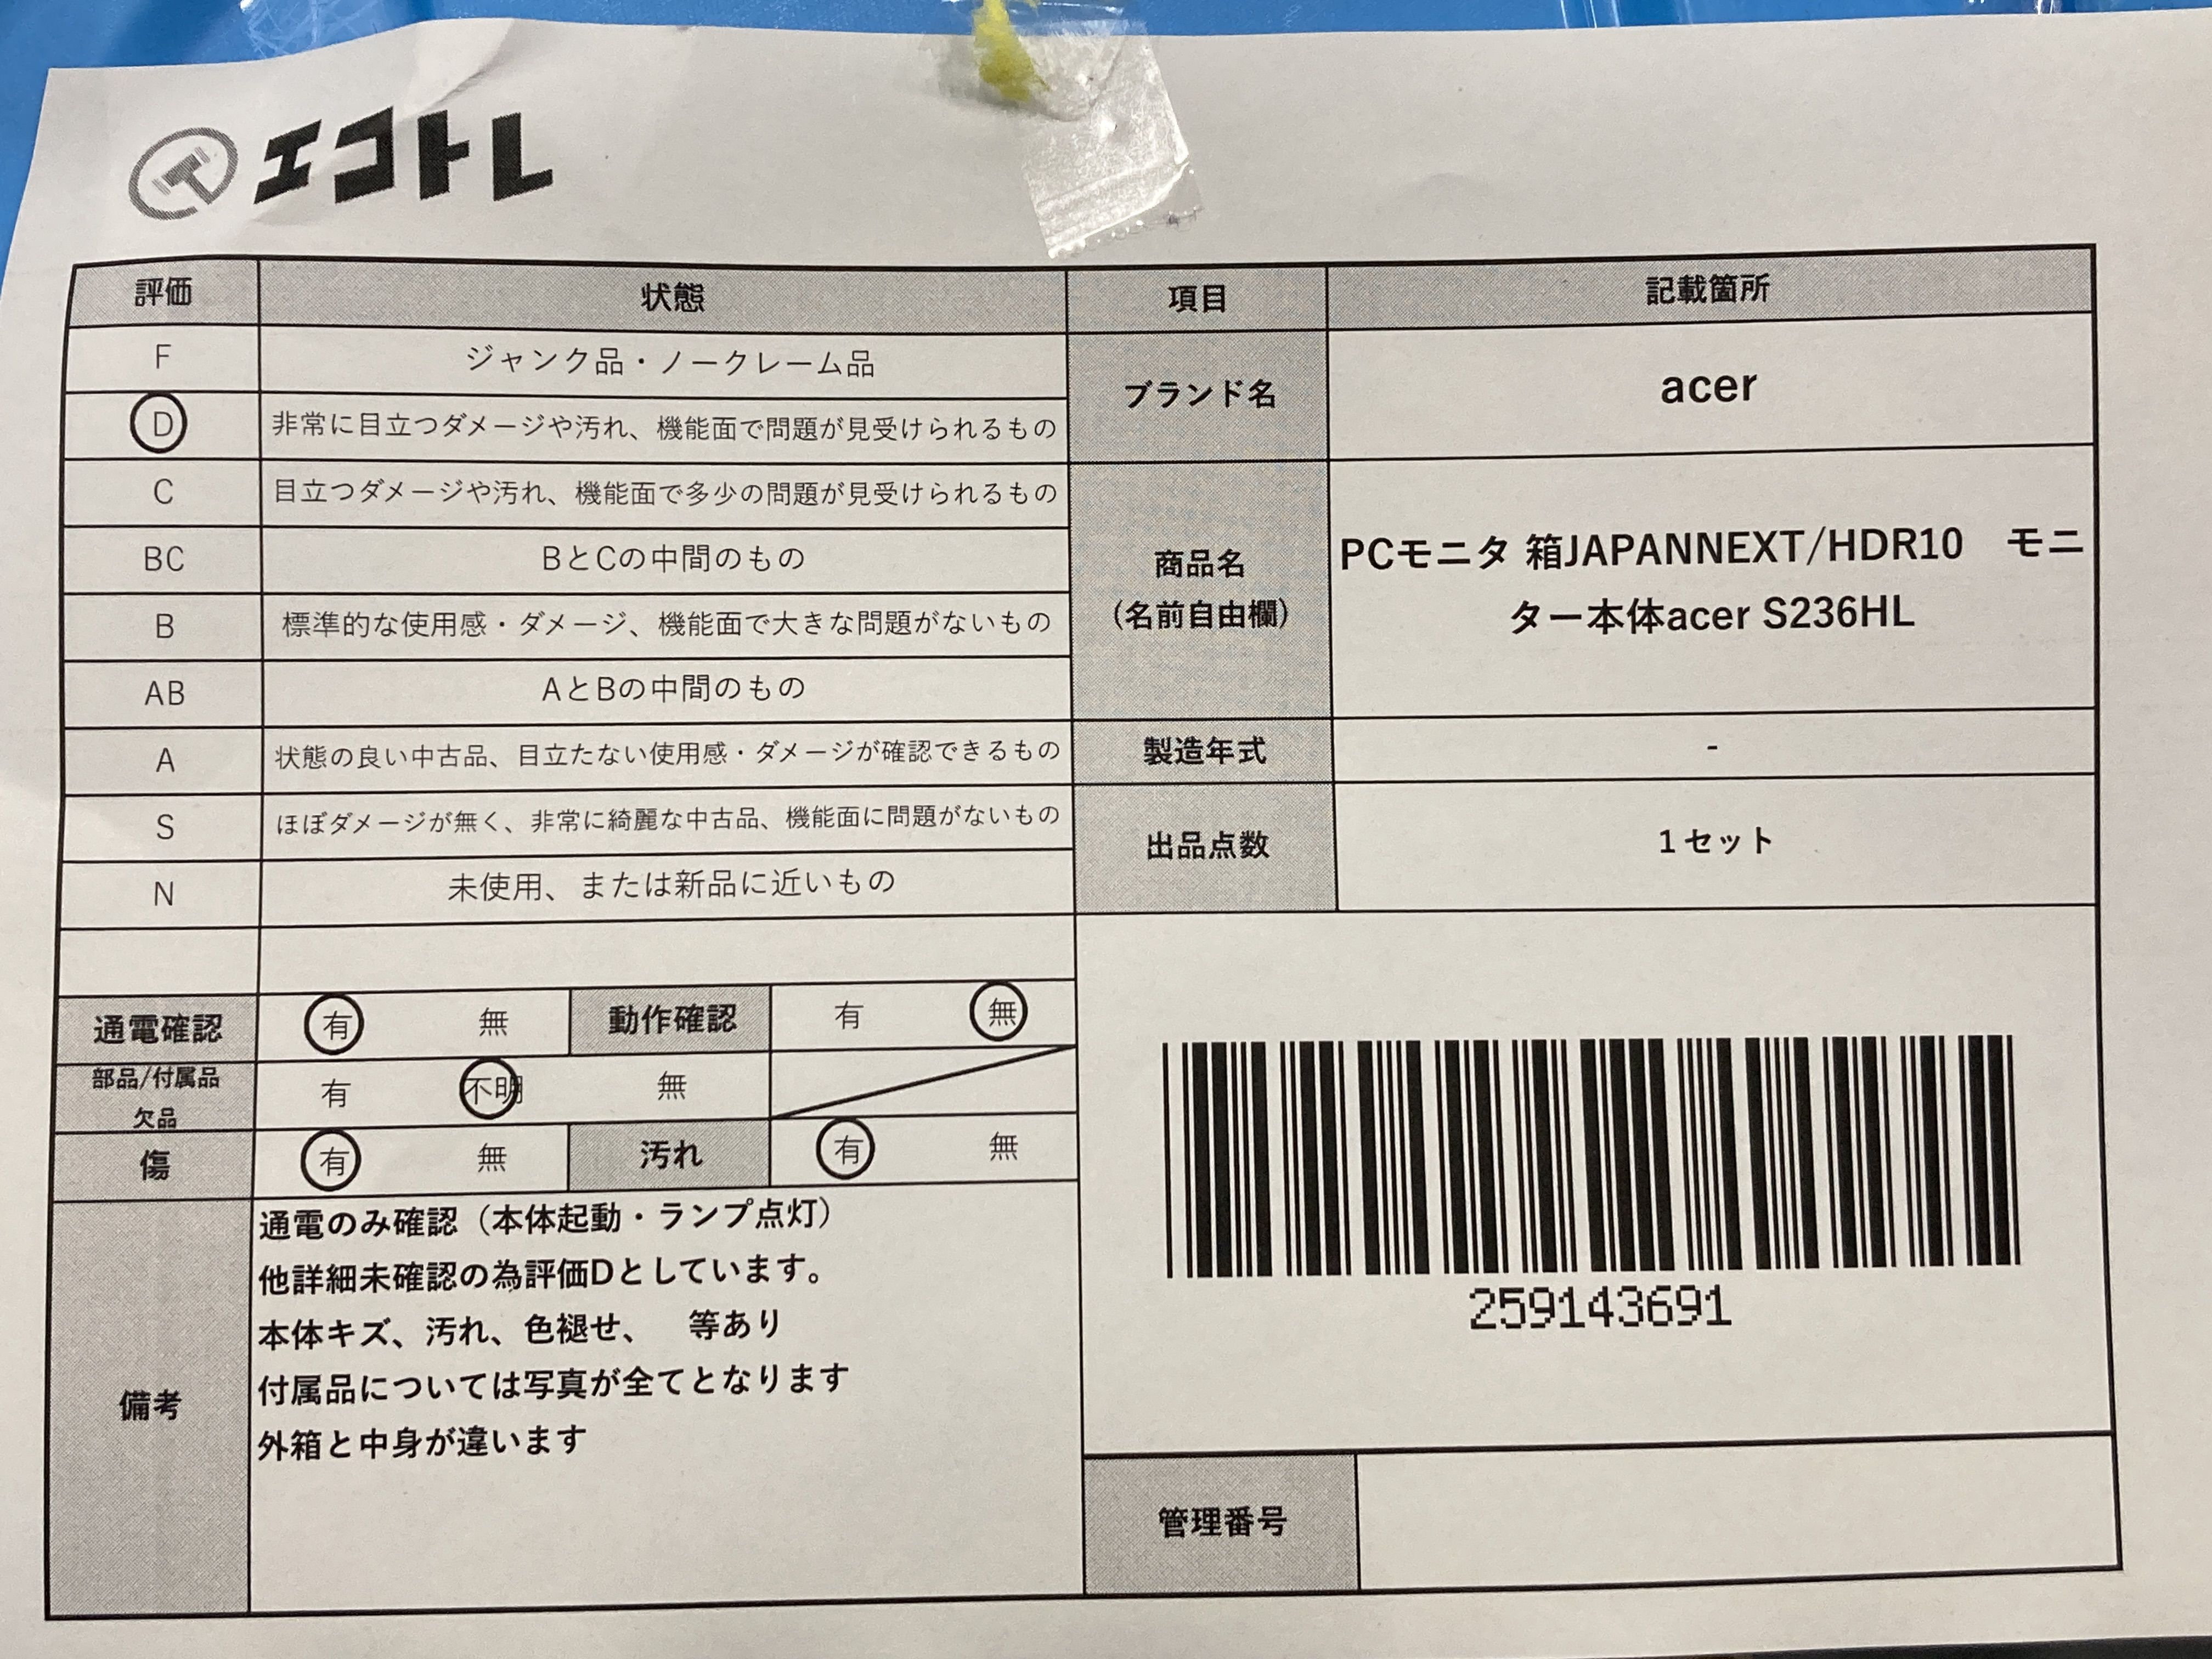 エコトレ
評価 状態 項目 記載箇所
F ジャンク品・ノークレーム品
D 非常に目立つダメージや汚れ、機能面で問題が見受けられるもの
C 目立つダメージや汚れ、機能面で多少の問題が見受けられるもの
BC BとCの中間のもの
B 標準的な使用感・ダメージ、機能面で大きな問題がないもの
AB AとBの中間のもの
A 状態の良い中古品、目立たない使用感・ダメージが確認できるもの
S ほぼダメージが無く、非常に綺麗な中古品、機能面に問題がないもの
N 未使用、または新品に近いもの
ブランド名 acer
商品名
(名前自由欄)
PCモニタ 箱JAPANNEXT/HDR10　モニ
ター本体acer S236HL
製造年式 -
出品点数 1セット
通電確認 有 無 動作確認 有 無
部品/付属品
欠品
有 不明 無
傷 有 無 汚れ 有 無
備考
通電のみ確認（本体起動・ランプ点灯）
他詳細未確認の為評価Dとしています。
本体キズ、汚れ、色褪せ、　等あり
付属品については写真が全てとなります
外箱と中身が違います
259143691
管理番号